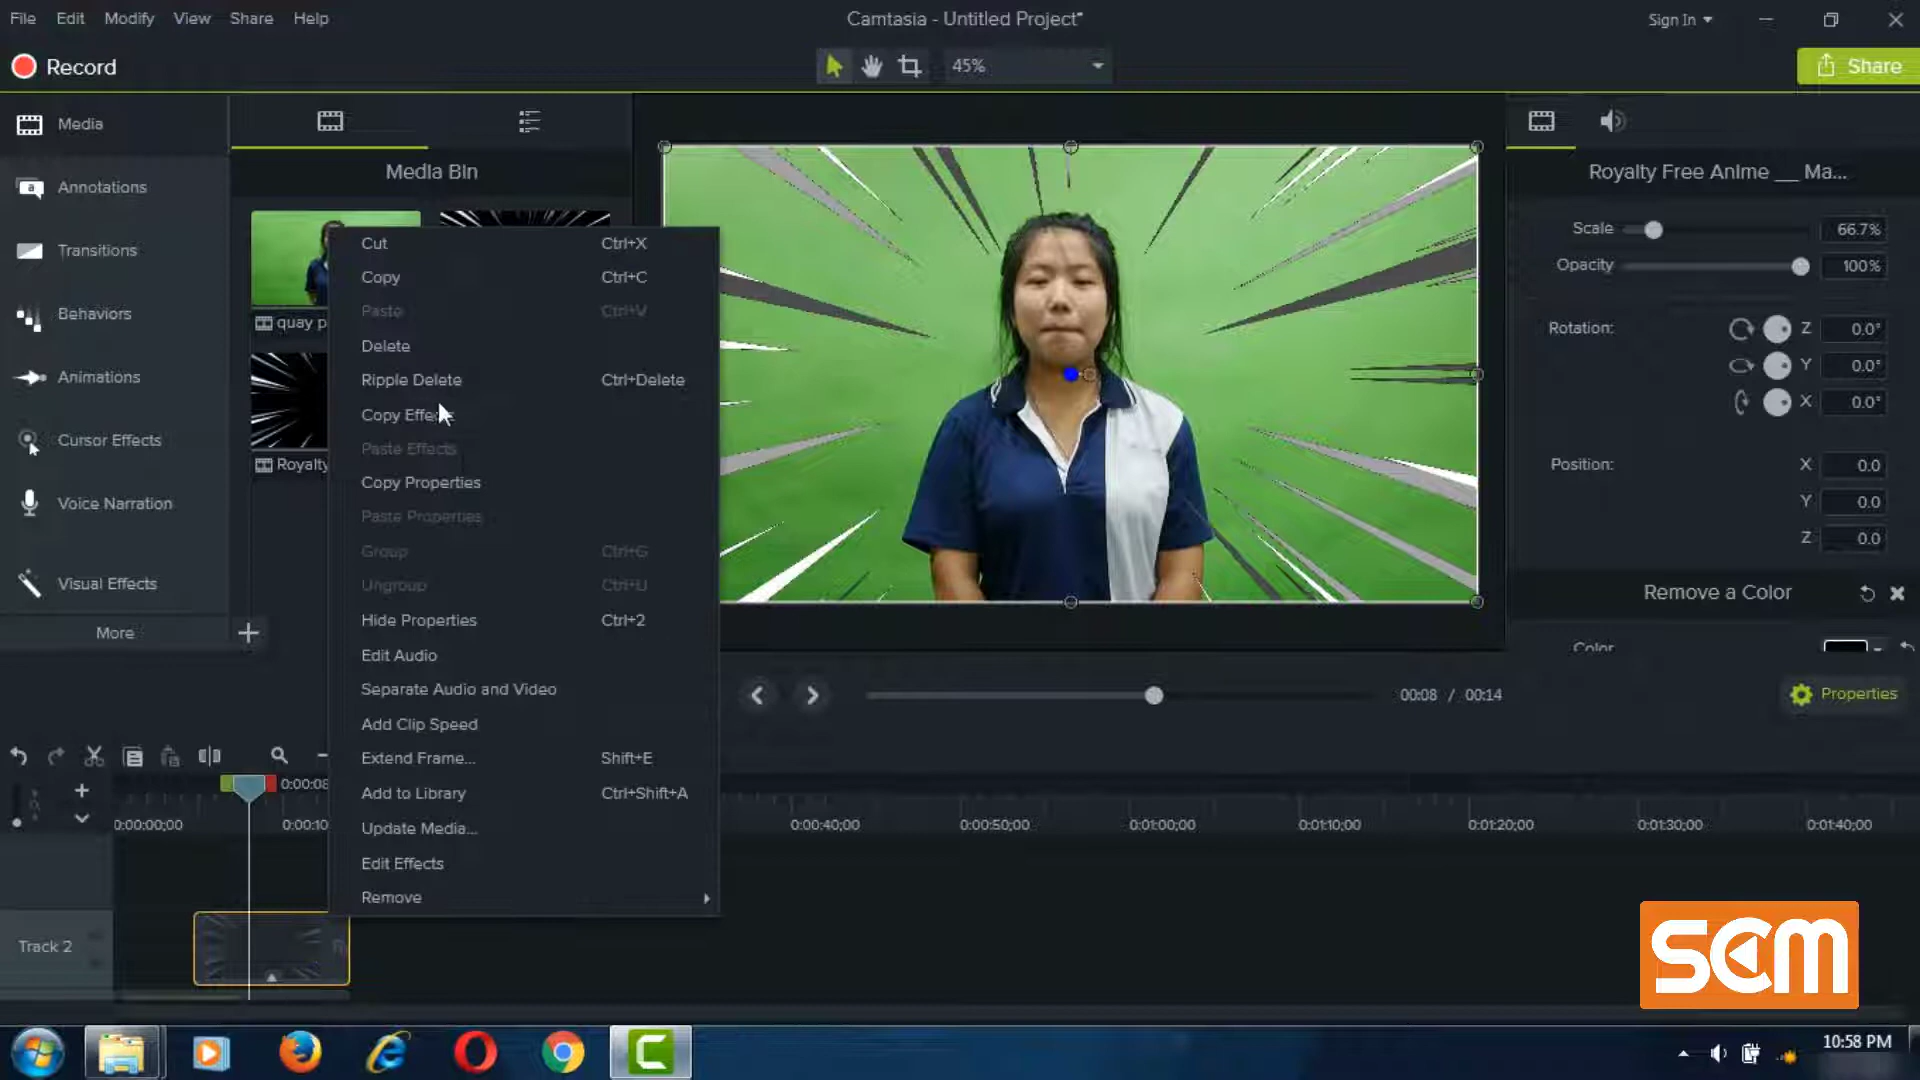 File Edit Modify View Share Help
Camtasia - Untitled Project*
Sign In
Record
45%
Share
Media
Annotations
Transitions
Behaviors
Animations
Cursor Effects
Voice Narration
Visual Effects
More
Media Bin
quay p
Royalty
Cut Ctrl+X
Copy Ctrl+C
Paste Ctrl+V
Delete
Ripple Delete Ctrl+Delete
Copy Effec
Paste Effects
Copy Properties
Paste Properties
Group Ctrl+G
Ungroup Ctrl+U
Hide Properties Ctrl+2
Edit Audio
Separate Audio and Video
Add Clip Speed
Extend Frame... Shift+E
Add to Library Ctrl+Shift+A
Update Media...
Edit Effects
Remove
Royalty Free Anime __ Ma...
Scale 66.7%
Opacity 100%
Rotation: Z 0.0°
Y 0.0°
X 0.0°
Position: X 0.0
Y 0.0
Z 0.0
Remove a Color
Color
00:08 / 00:14
Properties
0:00:08
0:00:00;00 0:00:10 0:00:40;00 0:00:50;00 0:01:00;00 0:01:10;00 0:01:20;00 0:01:30;00 0:01:40;00
Track 2
SCM
10:58 PM